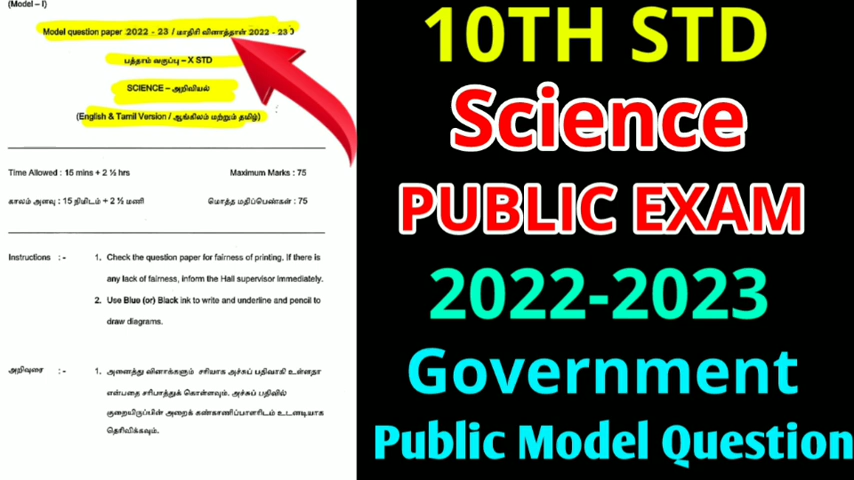 (Model – I)
Model question paper 2022 - 23 / மாதிரி வினாத்தாள் 2022 - 23
பத்தாம் வகுப்பு – X STD
SCIENCE – அறிவியல்
(English & Tamil Version / ஆங்கிலம் மற்றும் தமிழ்)
Time Allowed : 15 mins + 2 ½ hrs Maximum Marks : 75
காலம் அளவு : 15 நிமிடம் + 2 ½ மணி மொத்த மதிப்பெண்கள் : 75
Instructions :- 1. Check the question paper for fairness of printing. If there is
any lack of fairness, inform the Hall supervisor immediately.
2. Use Blue (or) Black ink to write and underline and pencil to
draw diagrams.
அறிவுரை :- 1. அனைத்து வினாக்களும் சரியாக அச்சுப் பதிவாகி உள்ளதா
என்பதை சரிபாத்துக் கொள்ளவும். அச்சுப் பதிவில்
குறையிருப்பின் அறைக் கண்காணிப்பாளரிடம் உடனடியாக
தெரிவிக்கவும்.
10TH STD
Science
PUBLIC EXAM
2022-2023
Government
Public Model Question